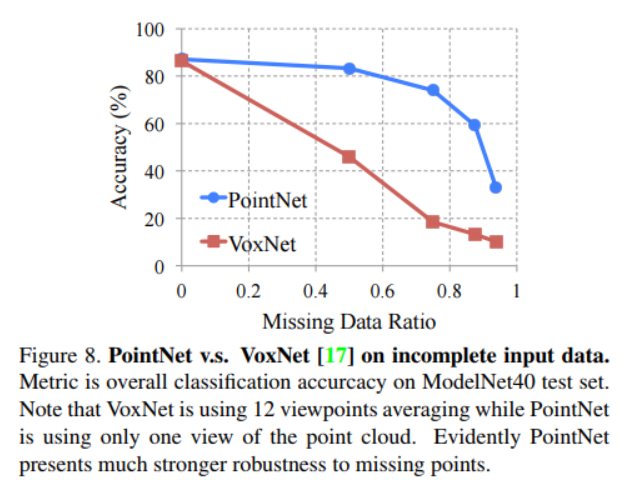 100
80
60
40
20
0
Accuracy (%)
PointNet
VoxNet
0 0.2 0.4 0.6 0.8 1
Missing Data Ratio
Figure 8. PointNet v.s. VoxNet [17] on incomplete input data.
Metric is overall classification accurcacy on ModelNet40 test set.
Note that VoxNet is using 12 viewpoints averaging while PointNet
is using only one view of the point cloud. Evidently PointNet
presents much stronger robustness to missing points.